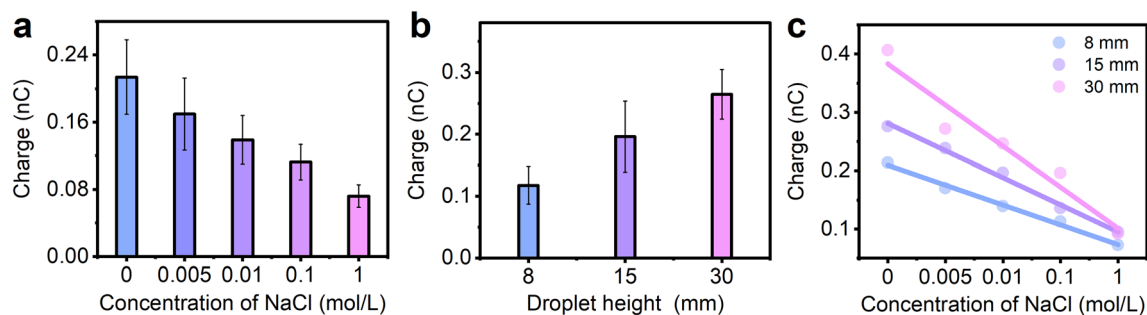 a
0.24
0.16
0.08
0.00
Charge (nC)
0 0.005 0.01 0.1 1
Concentration of NaCl (mol/L)
b
0.4
0.3
0.2
0.1
0.0
Charge (nC)
8 15 30
Droplet height (mm)
c
0.4
0.3
0.2
0.1
Charge (nC)
8 mm
15 mm
30 mm
0 0.005 0.01 0.1 1
Concentration of NaCl (mol/L)